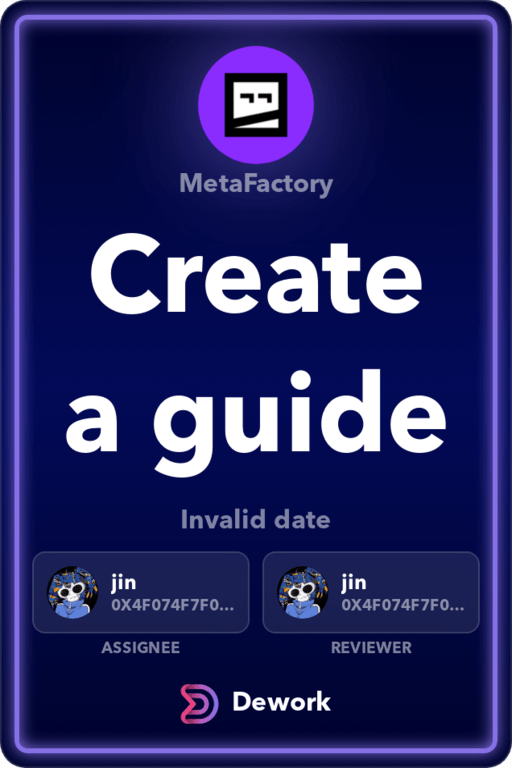 MetaFactory
Create
a guide
Invalid date
jin
0X4F074F7F0...
ASSIGNEE
jin
0X4F074F7F0...
REVIEWER
Dework